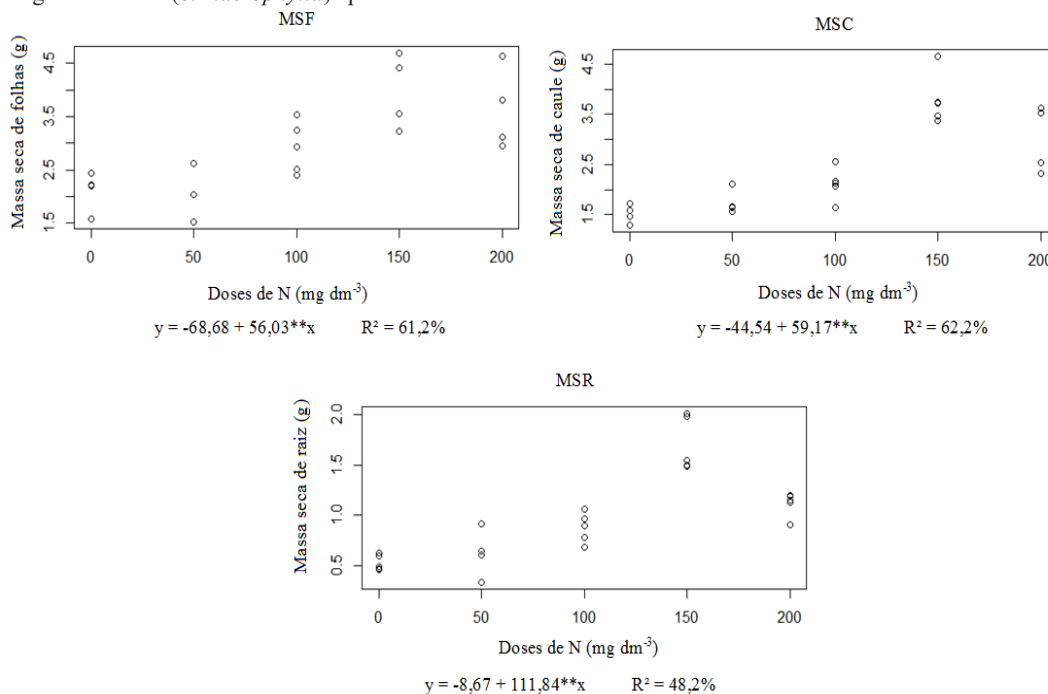 MSF
Massa seca de folhas (g)
4.5
3.5
2.5
1.5
0 50 100 150 200
Doses de N (mg dm⁻³)
y = -68,68 + 56,03**x R² = 61,2%
MSC
Massa seca de caule (g)
4.5
3.5
2.5
1.5
0 50 100 150 200
Doses de N (mg dm⁻³)
y = -44,54 + 59,17**x R² = 62,2%
MSR
Massa seca de raiz (g)
2.0
1.5
1.0
0.5
0 50 100 150 200
Doses de N (mg dm⁻³)
y = -8,67 + 111,84**x R² = 48,2%